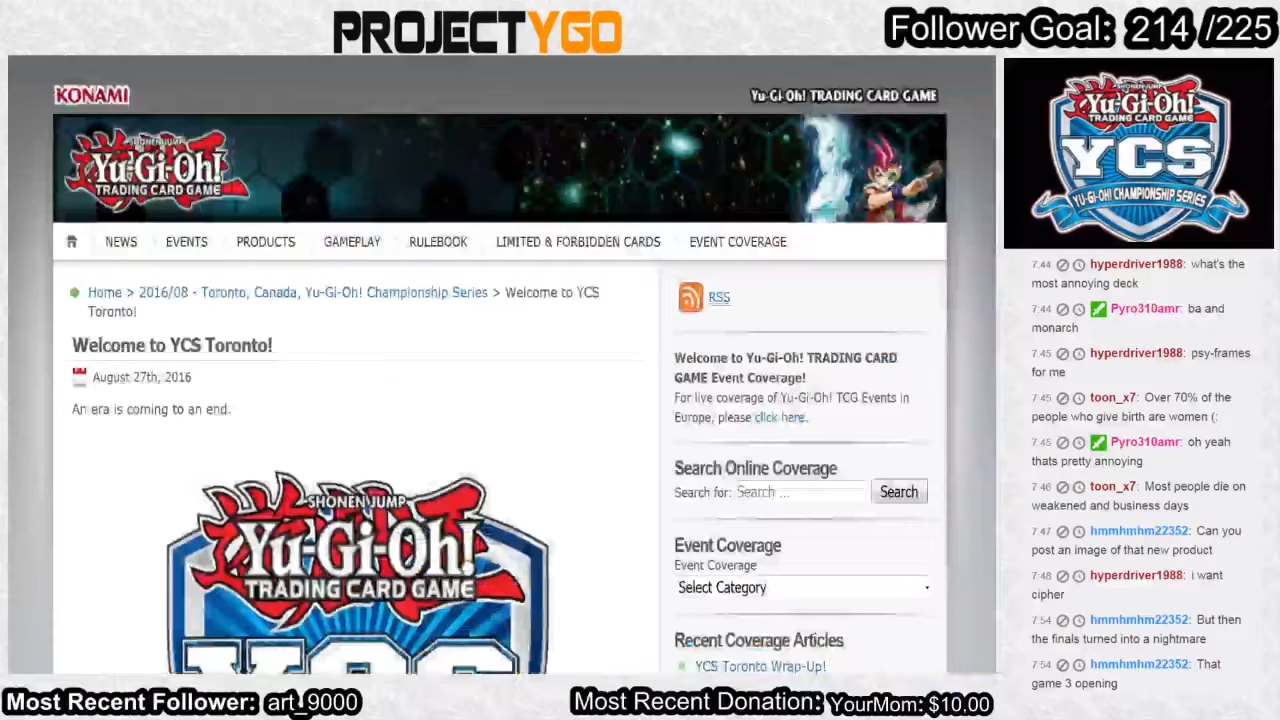 PROJECTYGO
Follower Goal: 214 /225
KONAMI
Yu-Gi-Oh! TRADING CARD GAME
SHONEN JUMP
Yu-Gi-Oh!
TRADING CARD GAME
NEWS EVENTS PRODUCTS GAMEPLAY RULEBOOK LIMITED & FORBIDDEN CARDS EVENT COVERAGE
Home > 2016/08 - Toronto, Canada, Yu-Gi-Oh! Championship Series > Welcome to YCS
Toronto!
Welcome to YCS Toronto!
August 27th, 2016
An era is coming to an end.
SHONEN JUMP
Yu-Gi-Oh!
TRADING CARD GAME
YCS
RSS
Welcome to Yu-Gi-Oh! TRADING CARD
GAME Event Coverage!
For live coverage of Yu-Gi-Oh! TCG Events in
Europe, please click here.
Search Online Coverage
Search for: Search ... Search
Event Coverage
Event Coverage
Select Category
Recent Coverage Articles
YCS Toronto Wrap-Up!
SHONEN JUMP
Yu-Gi-Oh!
TRADING CARD GAME
YCS
YU-GI-OH! CHAMPIONSHIP SERIES
7:44 hyperdriver1988: what's the
most annoying deck
7:44 Pyro310amr: ba and
monarch
7:45 hyperdriver1988: psy-frames
for me
7:45 toon_x7: Over 70% of the
people who give birth are women (:
7:45 Pyro310amr: oh yeah
thats pretty annoying
7:46 toon_x7: Most people die on
weakened and business days
7:47 hmmhmhm22352: Can you
post an image of that new product
7:48 hyperdriver1988: i want
cipher
7:54 hmmhmhm22352: But then
the finals turned into a nightmare
7:54 hmmhmhm22352: That
game 3 opening
Most Recent Follower: art_9000
Most Recent Donation: YourMom: $10.00